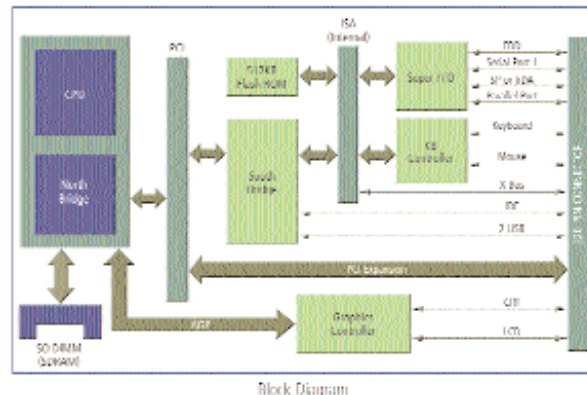 ISA
(Internal)
PCI
CPU
North
Bridge
512KB
Flash ROM
South
Bridge
Super I/O
KB
Controller
FDD
Serial Port 1
SP or IrDA
Parallel Port
Keyboard
Mouse
X Bus
IDE
2 USB
PCI Expansion
AGP
Graphics
Controller
CRT
LCD
SO DIMM
(SDRAM)
Block Diagram